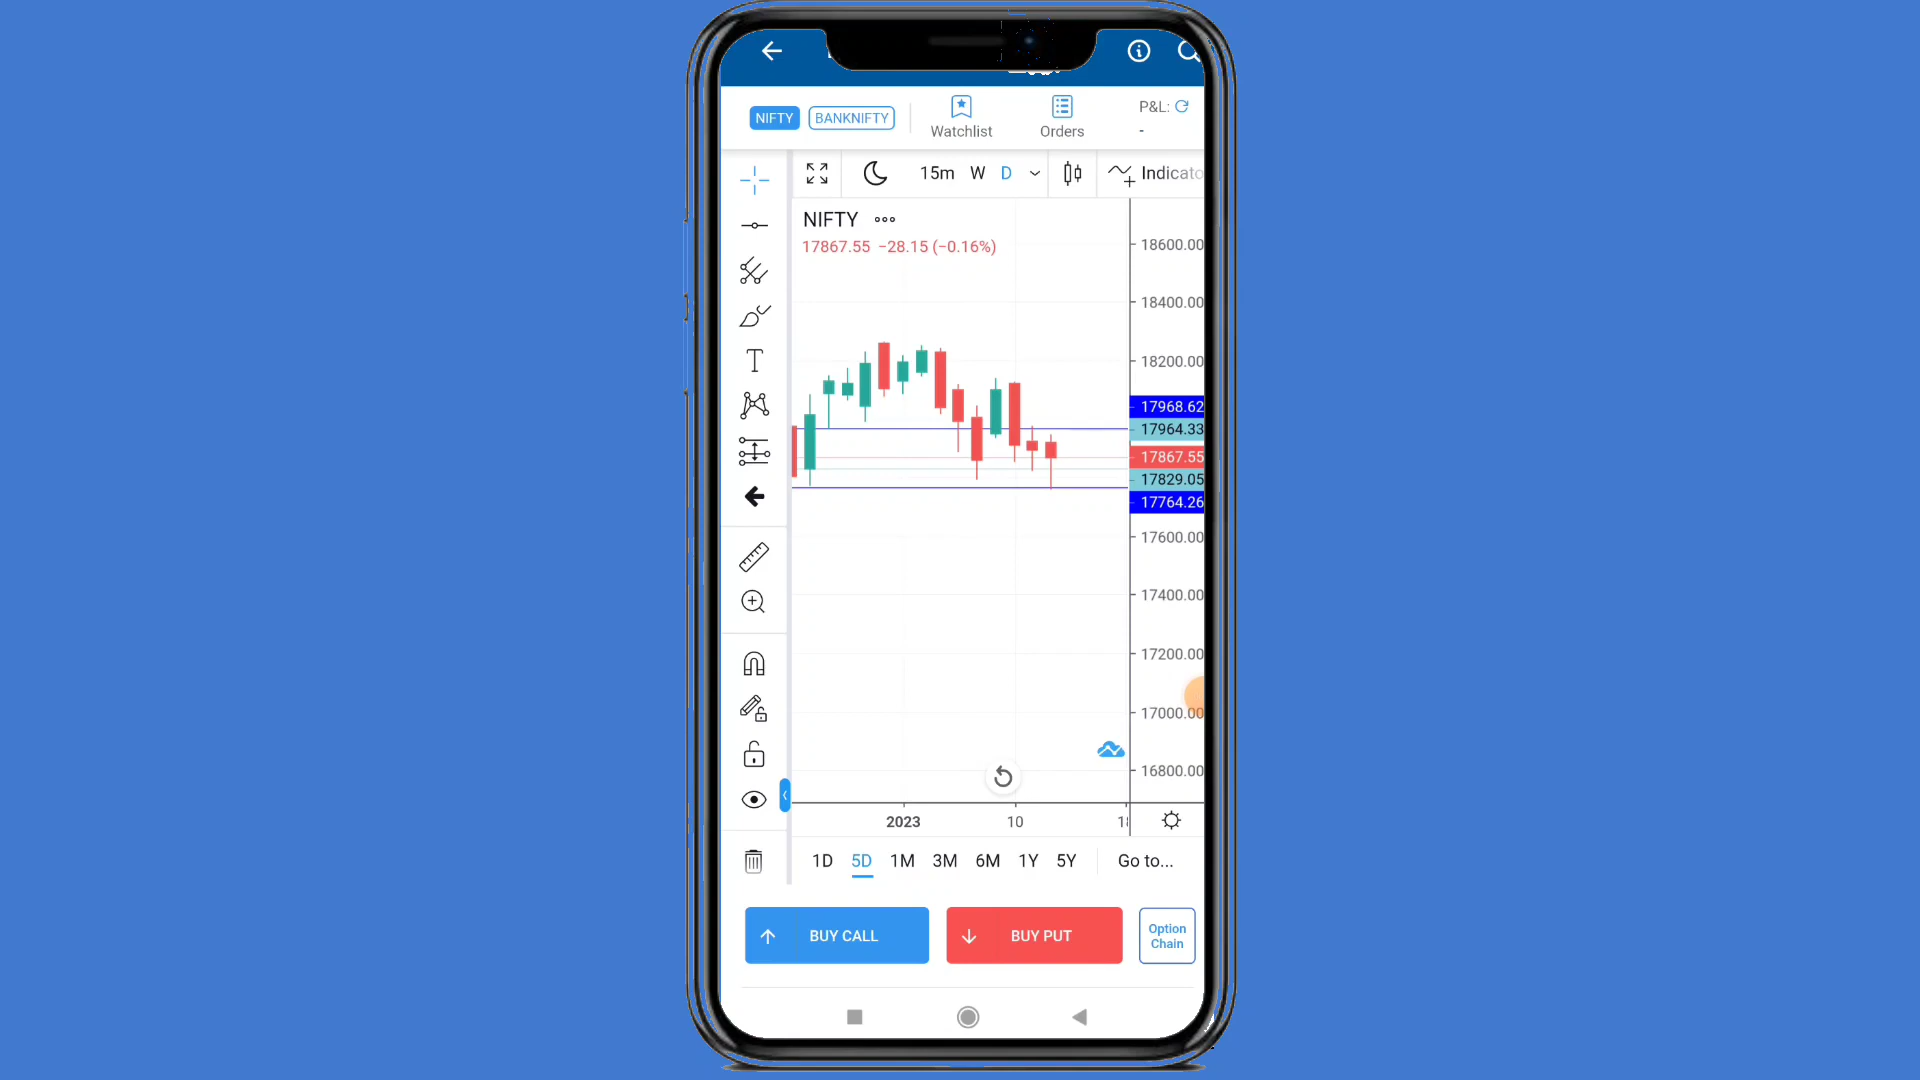 NIFTY
BANKNIFTY
Watchlist
Orders
P&L:
-
15m
W
D
NIFTY
17867.55 −28.15 (−0.16%)
18600.00
18400.00
18200.00
17968.62
17964.33
17867.55
17829.05
17764.26
17600.00
17400.00
17200.00
17000.00
16800.00
2023
10
1D
5D
1M
3M
6M
1Y
5Y
Go to...
BUY CALL
BUY PUT
Option
Chain